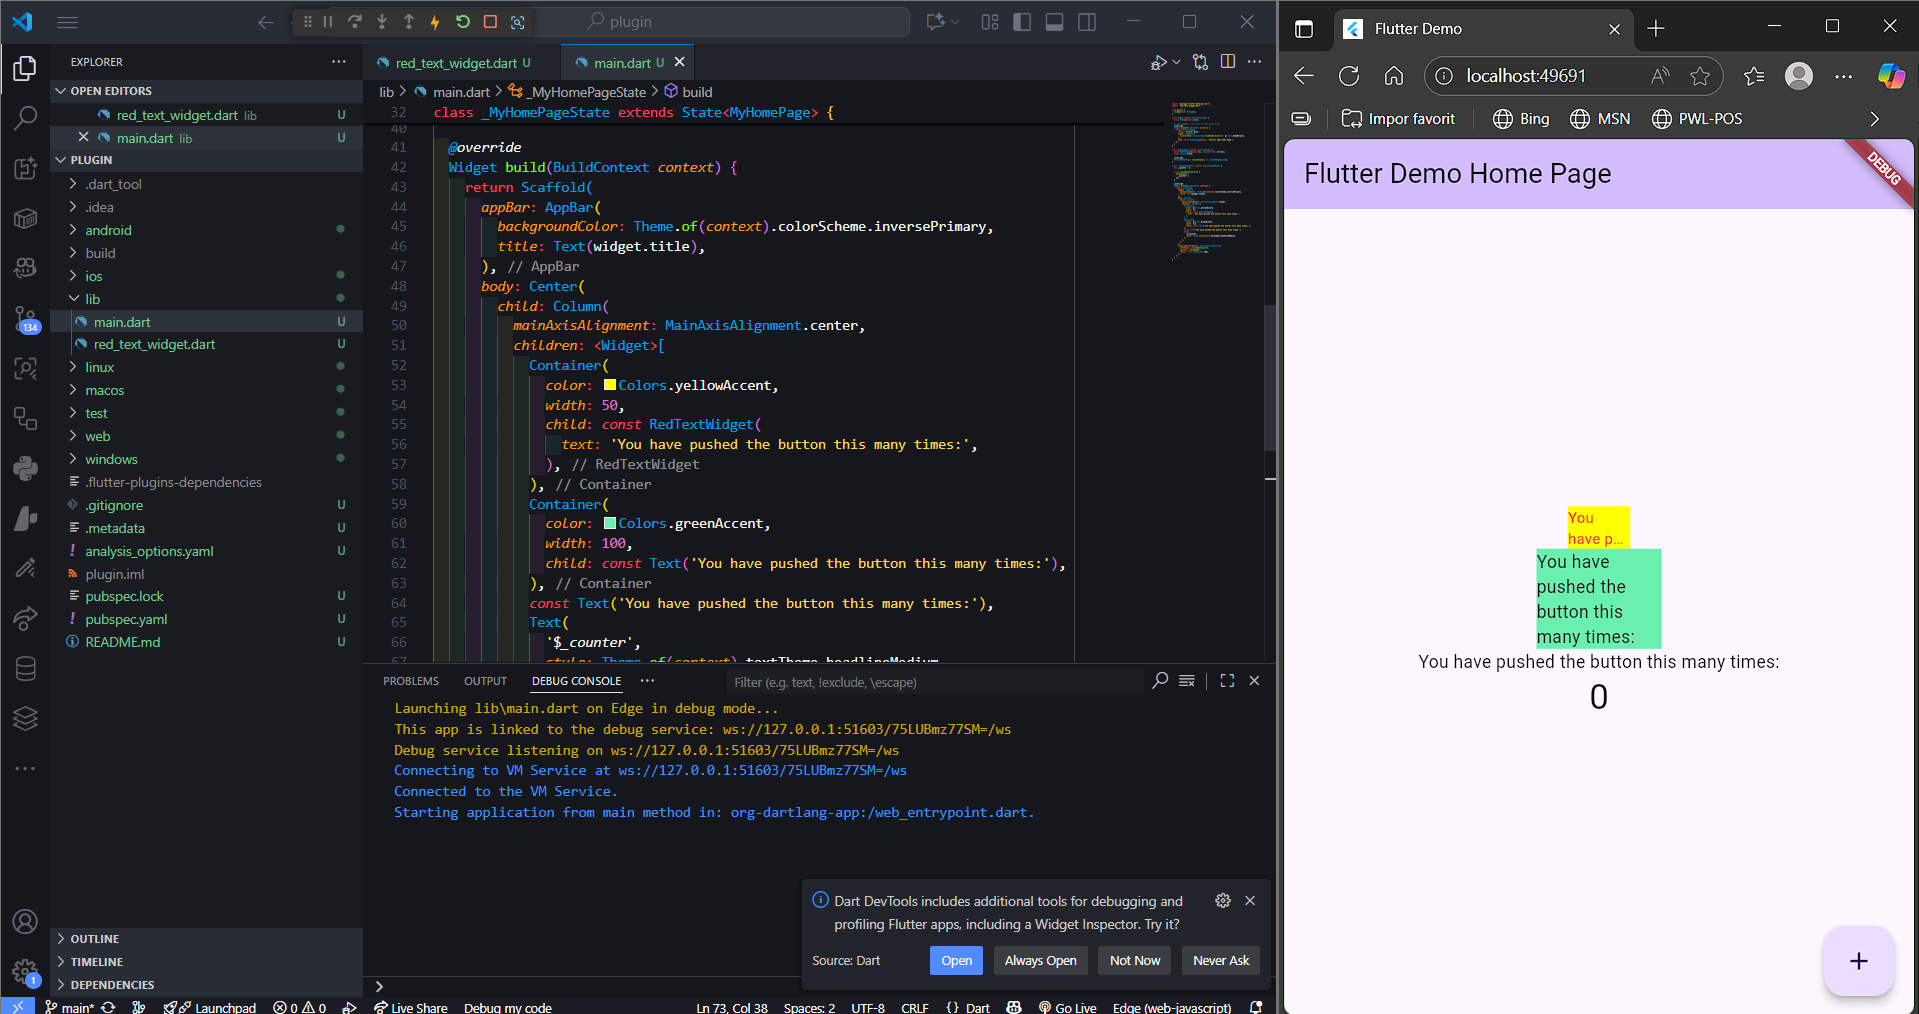 plugin
EXPLORER
OPEN EDITORS
red_text_widget.dart lib U
main.dart lib U
PLUGIN
.dart_tool
.idea
android
build
ios
lib
main.dart U
red_text_widget.dart U
linux
macos
test
web
windows
.flutter-plugins-dependencies
.gitignore U
.metadata U
analysis_options.yaml U
plugin.iml
pubspec.lock U
pubspec.yaml U
README.md U
OUTLINE
TIMELINE
DEPENDENCIES
134
1
red_text_widget.dart U
main.dart U
lib > main.dart > _MyHomePageState > build
32 class _MyHomePageState extends State<MyHomePage> {
40
41 @override
42 Widget build(BuildContext context) {
43 return Scaffold(
44 appBar: AppBar(
45 backgroundColor: Theme.of(context).colorScheme.inversePrimary,
46 title: Text(widget.title),
47 ), // AppBar
48 body: Center(
49 child: Column(
50 mainAxisAlignment: MainAxisAlignment.center,
51 children: <Widget>[
52 Container(
53 color: Colors.yellowAccent,
54 width: 50,
55 child: const RedTextWidget(
56 text: 'You have pushed the button this many times:',
57 ), // RedTextWidget
58 ), // Container
59 Container(
60 color: Colors.greenAccent,
61 width: 100,
62 child: const Text('You have pushed the button this many times:'),
63 ), // Container
64 const Text('You have pushed the button this many times:'),
65 Text(
66 '$_counter',
67 style: Theme.of(context).textTheme.headlineMedium
PROBLEMS OUTPUT DEBUG CONSOLE
Filter (e.g. text, !exclude, \escape)
Launching lib\main.dart on Edge in debug mode...
This app is linked to the debug service: ws://127.0.0.1:51603/75LUBmz77SM=/ws
Debug service listening on ws://127.0.0.1:51603/75LUBmz77SM=/ws
Connecting to VM Service at ws://127.0.0.1:51603/75LUBmz77SM=/ws
Connected to the VM Service.
Starting application from main method in: org-dartlang-app:/web_entrypoint.dart.
Dart DevTools includes additional tools for debugging and
profiling Flutter apps, including a Widget Inspector. Try it?
Source: Dart
Open
Always Open
Not Now
Never Ask
main* Launchpad 0 0 Live Share Debug my code Ln 73, Col 38 Spaces: 2 UTF-8 CRLF {} Dart Go Live Edge (web-javascript)
Flutter Demo
localhost:49691
Impor favorit Bing MSN PWL-POS
Flutter Demo Home Page
DEBUG
You
have p...
You have
pushed the
button this
many times:
You have pushed the button this many times:
0
+